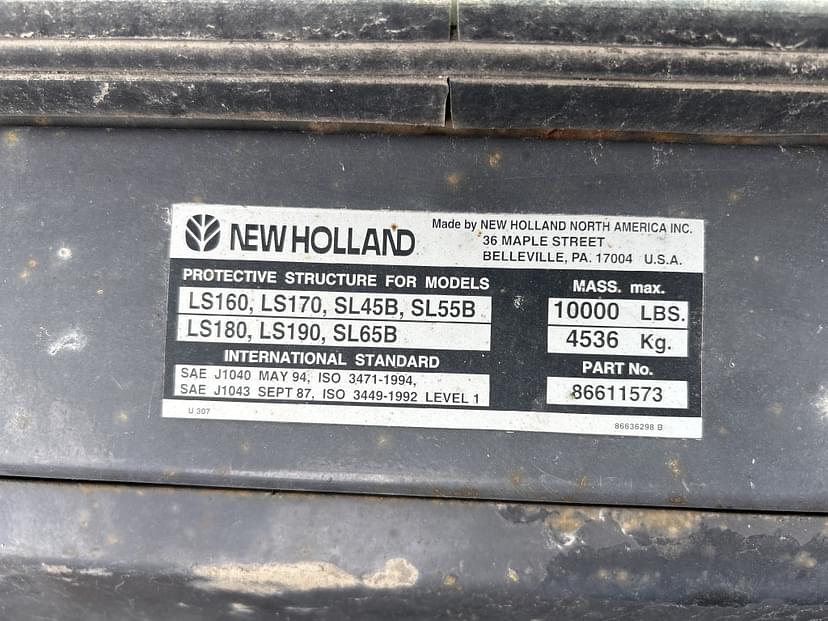 NEW HOLLAND
Made by NEW HOLLAND NORTH AMERICA INC.
36 MAPLE STREET
BELLEVILLE, PA. 17004 U.S.A.
PROTECTIVE STRUCTURE FOR MODELS
LS160, LS170, SL45B, SL55B
LS180, LS190, SL65B
INTERNATIONAL STANDARD
SAE J1040 MAY 94, ISO 3471-1994,
SAE J1043 SEPT 87, ISO 3449-1992 LEVEL 1
MASS. max.
10000 LBS.
4536 Kg.
PART No.
86611573
U 307
86636298 B